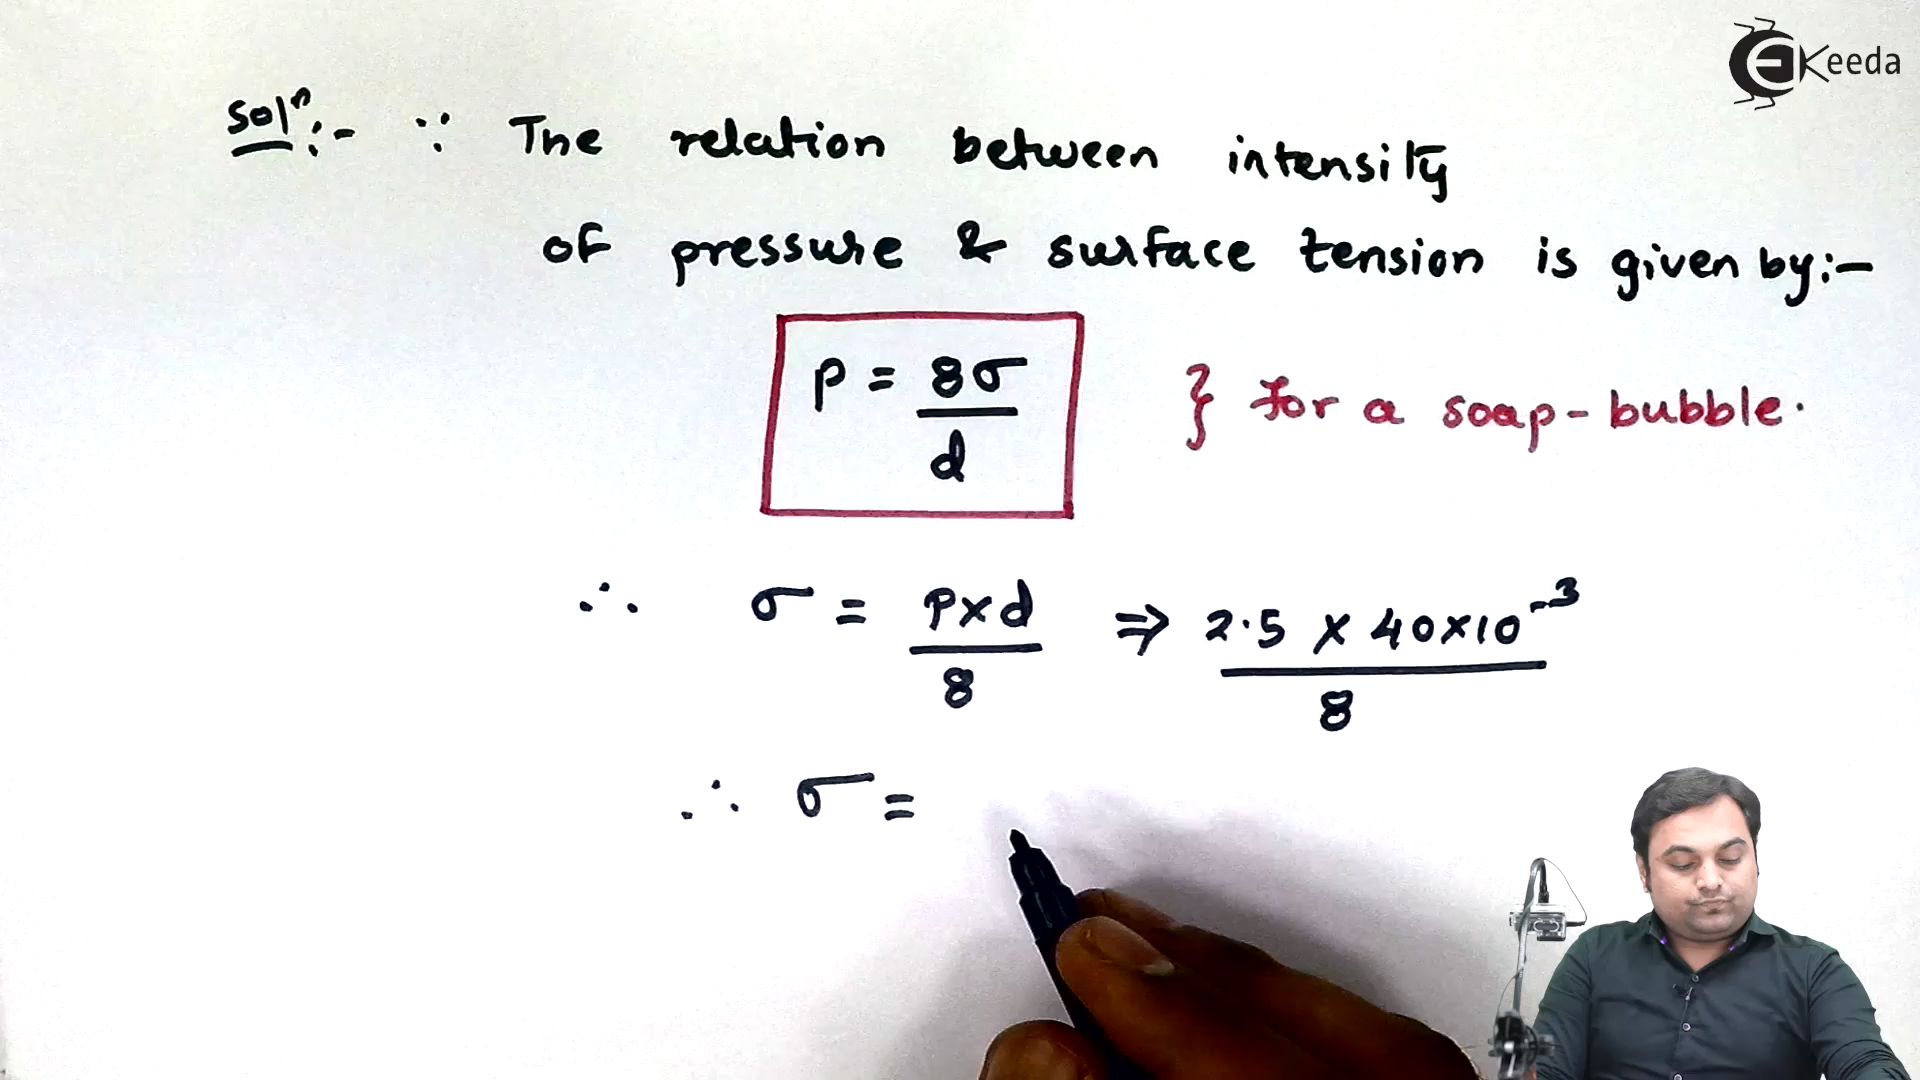 EKeeda
Solⁿ:- ∵ The relation between intensity
of pressure & surface tension is given by:-
p = 8σ/d } for a soap-bubble.
∴ σ = p×d/8 ⇒ 2.5 × 40×10⁻³/8
∴ σ =